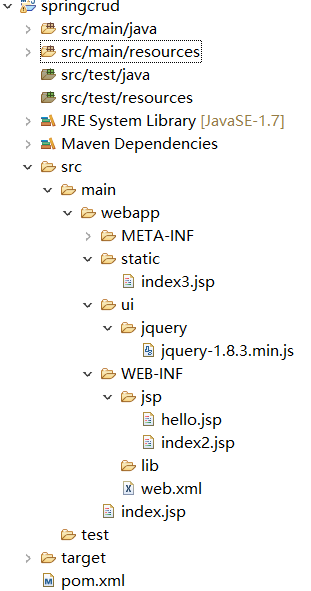 springcrud
src/main/java
src/main/resources
src/test/java
src/test/resources
JRE System Library [JavaSE-1.7]
Maven Dependencies
src
main
webapp
META-INF
static
index3.jsp
ui
jquery
jquery-1.8.3.min.js
WEB-INF
jsp
hello.jsp
index2.jsp
lib
web.xml
index.jsp
test
target
pom.xml